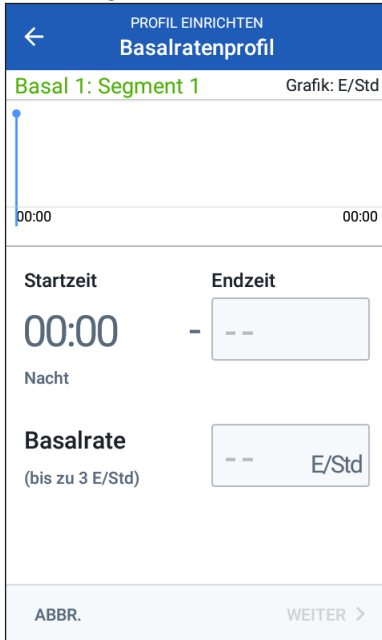 PROFIL EINRICHTEN
Basalratenprofil
Basal 1: Segment 1 Grafik: E/Std
00:00 00:00
Startzeit Endzeit
00:00 - --
Nacht
Basalrate
-- E/Std
(bis zu 3 E/Std)
ABBR. WEITER >